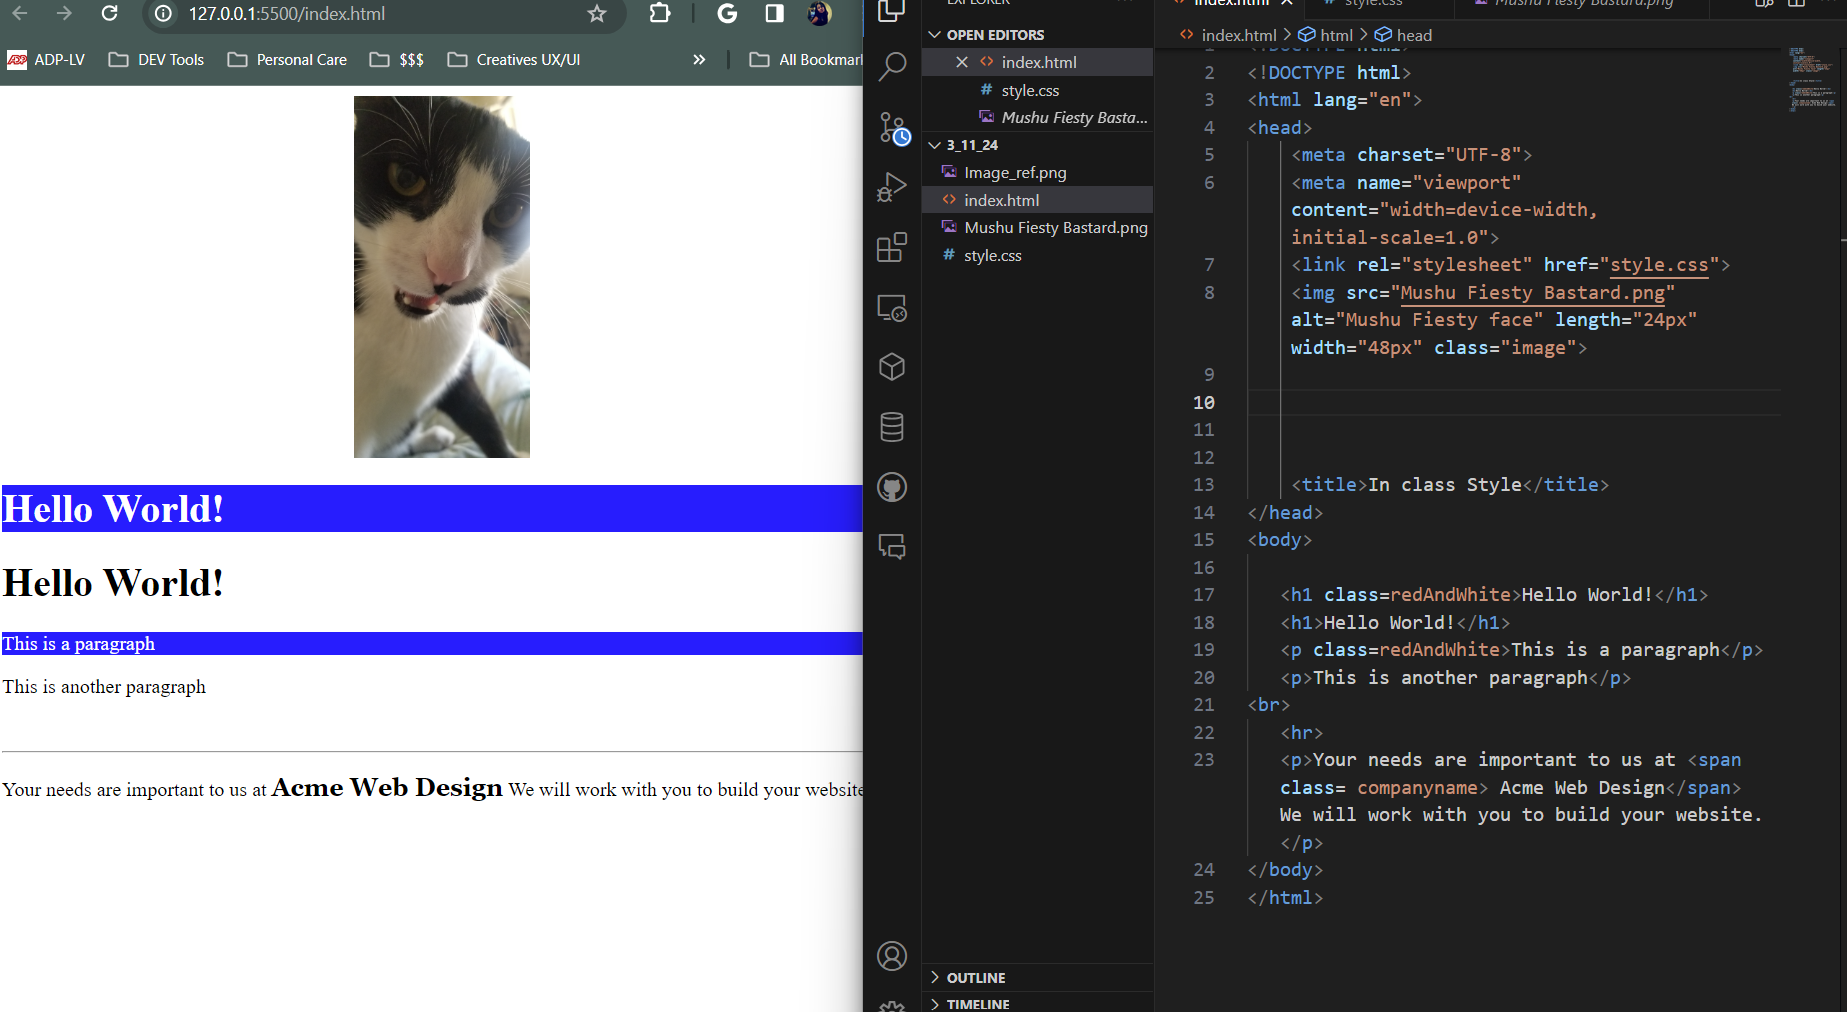 127.0.0.1:5500/index.html
ADP-LV
DEV Tools
Personal Care
$$$
Creatives UX/UI
»
All Bookmar
Hello World!
Hello World!
This is a paragraph
This is another paragraph
Your needs are important to us at Acme Web Design We will work with you to build your website
EXPLORER
OPEN EDITORS
index.html
style.css
Mushu Fiesty Basta...
3_11_24
Image_ref.png
index.html
Mushu Fiesty Bastard.png
style.css
OUTLINE
TIMELINE
index.html
style.css
Mushu Fiesty Bastard.png
index.html > html > head
1 <!DOCTYPE html>
2 <!DOCTYPE html>
3 <html lang="en">
4 <head>
5 <meta charset="UTF-8">
6 <meta name="viewport"
content="width=device-width,
initial-scale=1.0">
7 <link rel="stylesheet" href="style.css">
8 <img src="Mushu Fiesty Bastard.png"
alt="Mushu Fiesty face" length="24px"
width="48px" class="image">
9
10
11
12
13 <title>In class Style</title>
14 </head>
15 <body>
16
17 <h1 class=redAndWhite>Hello World!</h1>
18 <h1>Hello World!</h1>
19 <p class=redAndWhite>This is a paragraph</p>
20 <p>This is another paragraph</p>
21 <br>
22 <hr>
23 <p>Your needs are important to us at <span
class= companyname> Acme Web Design</span>
We will work with you to build your website.
</p>
24 </body>
25 </html>